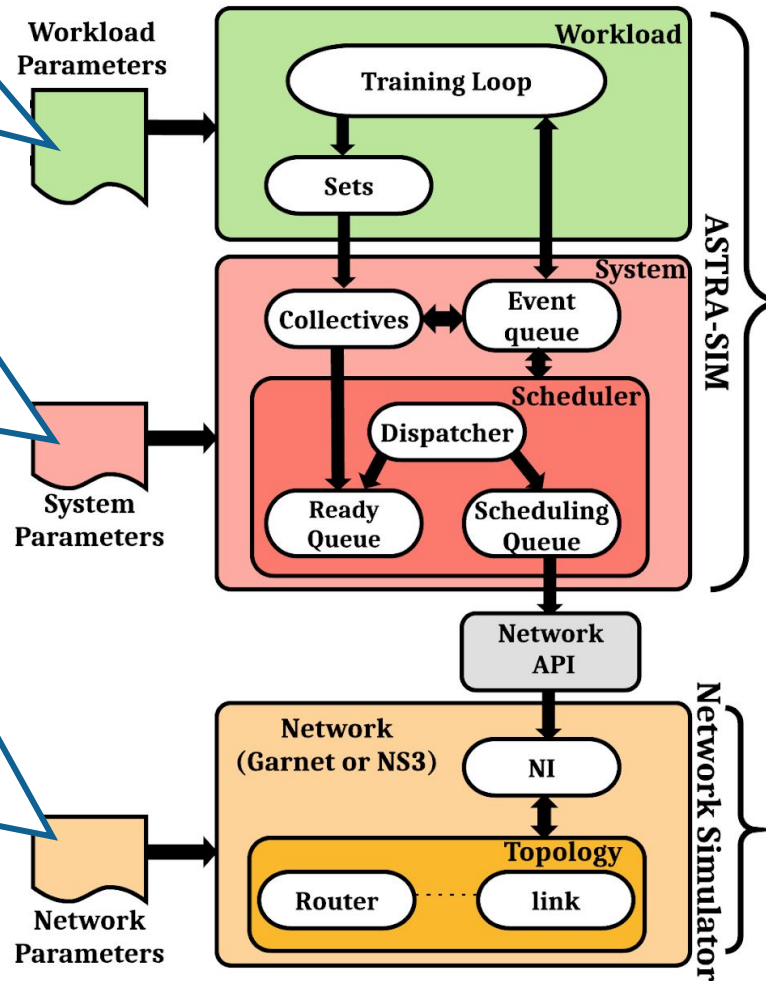 Workload
Parameters
Workload
Training Loop
Sets
ASTRA-SIM
System
Collectives
Event
queue
Scheduler
Dispatcher
Ready
Queue
Scheduling
Queue
System
Parameters
Network
API
Network
(Garnet or NS3)
NI
Topology
Router
link
Network Simulator
Network
Parameters